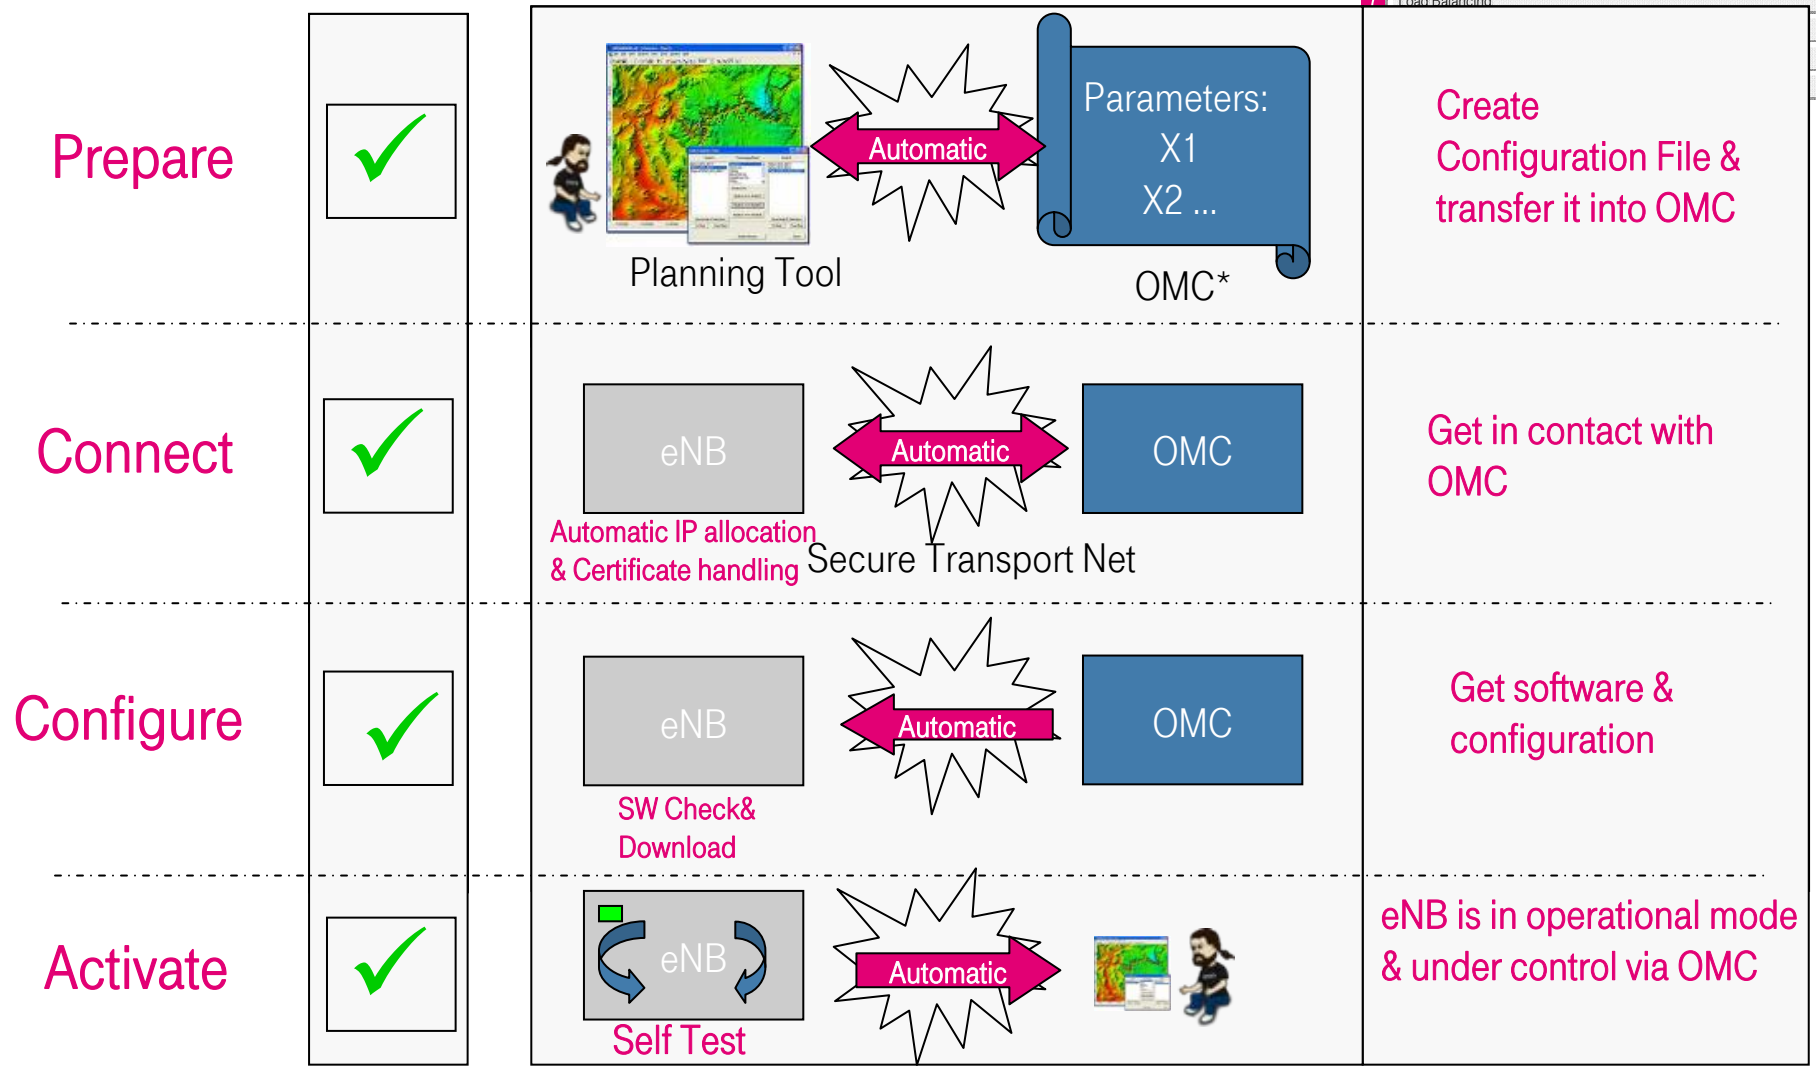 Load Balancing
Prepare
Automatic
Parameters:
X1
X2 ...
Planning Tool
OMC*
Create
Configuration File &
transfer it into OMC
Connect
eNB
Automatic
OMC
Automatic IP allocation
& Certificate handling
Secure Transport Net
Get in contact with
OMC
Configure
eNB
Automatic
OMC
SW Check&
Download
Get software &
configuration
Activate
eNB
Automatic
Self Test
eNB is in operational mode
& under control via OMC